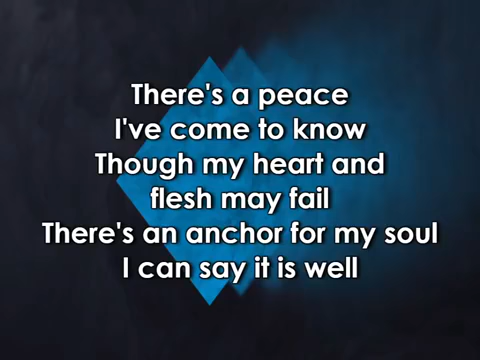 There's a peace
I've come to know
Though my heart and
flesh may fail
There's an anchor for my soul
I can say it is well